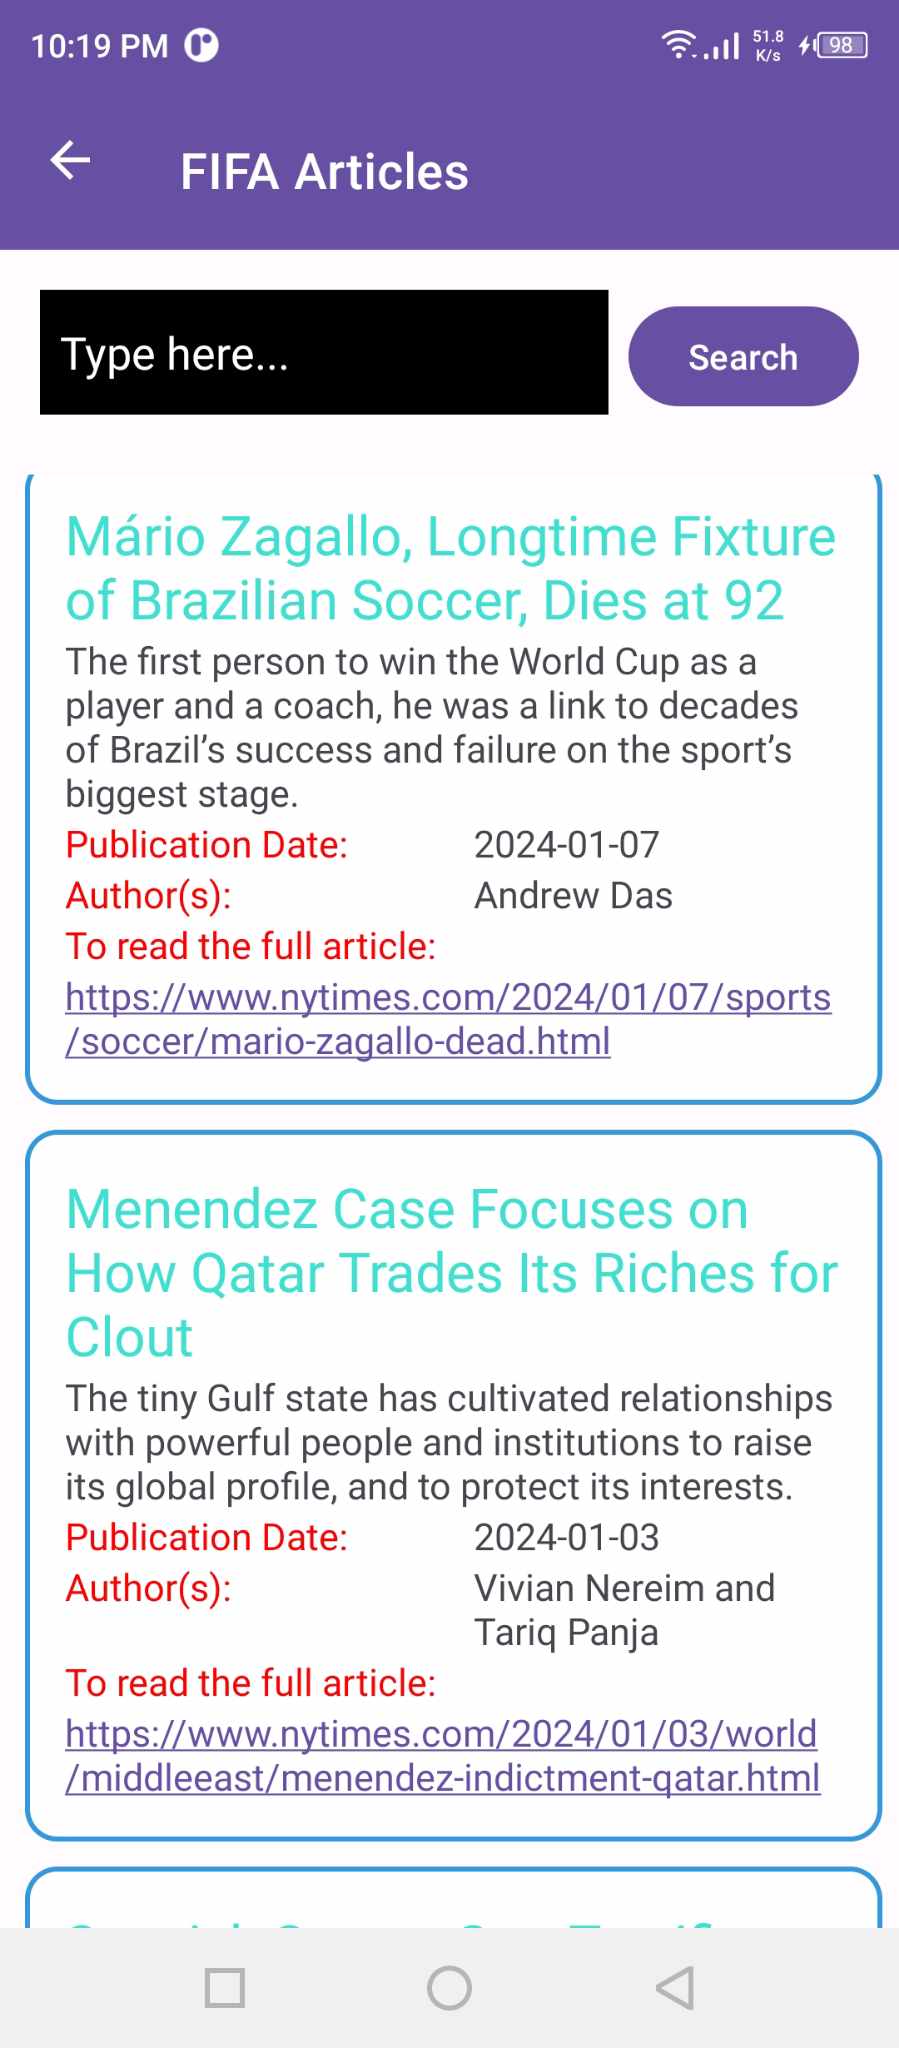 10:19 PM
51.8
K/s
98
FIFA Articles
Type here...
Search
Mário Zagallo, Longtime Fixture
of Brazilian Soccer, Dies at 92
The first person to win the World Cup as a
player and a coach, he was a link to decades
of Brazil’s success and failure on the sport’s
biggest stage.
Publication Date: 2024-01-07
Author(s): Andrew Das
To read the full article:
https://www.nytimes.com/2024/01/07/sports
/soccer/mario-zagallo-dead.html
Menendez Case Focuses on
How Qatar Trades Its Riches for
Clout
The tiny Gulf state has cultivated relationships
with powerful people and institutions to raise
its global profile, and to protect its interests.
Publication Date: 2024-01-03
Author(s): Vivian Nereim and
Tariq Panja
To read the full article:
https://www.nytimes.com/2024/01/03/world
/middleeast/menendez-indictment-qatar.html